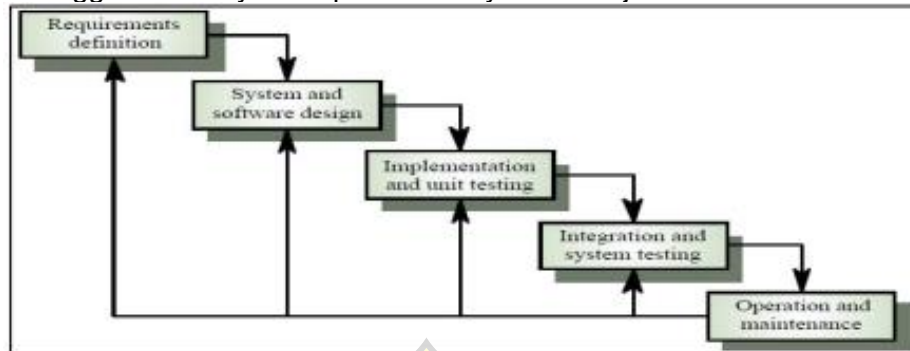 Requirements
definition
System and
software design
Implementation
and unit testing
Integration and
system testing
Operation and
maintenance